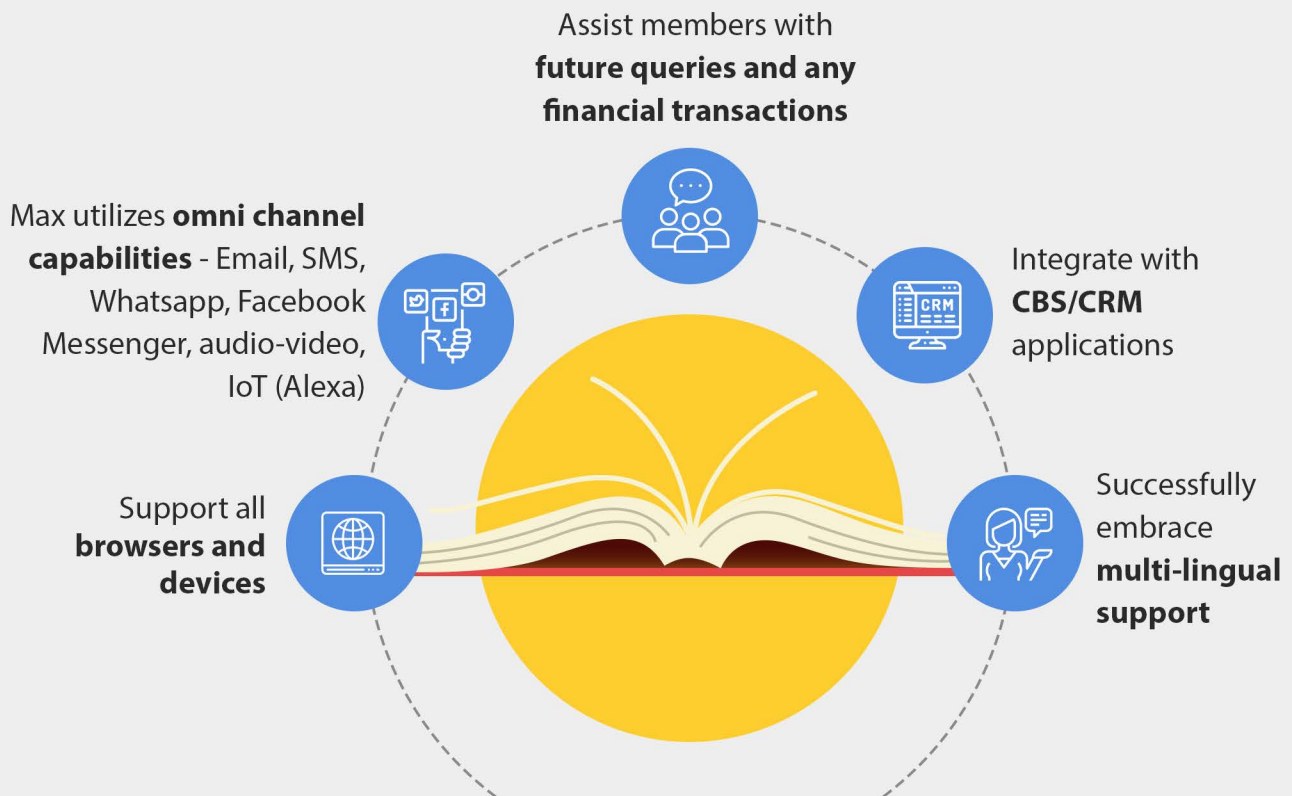 Assist members with
future queries and any
financial transactions
Max utilizes omni channel
capabilities - Email, SMS,
Whatsapp, Facebook
Messenger, audio-video,
IoT (Alexa)
CRM
Integrate with
CBS/CRM
applications
Support all
browsers and
devices
Successfully
embrace
multi-lingual
support